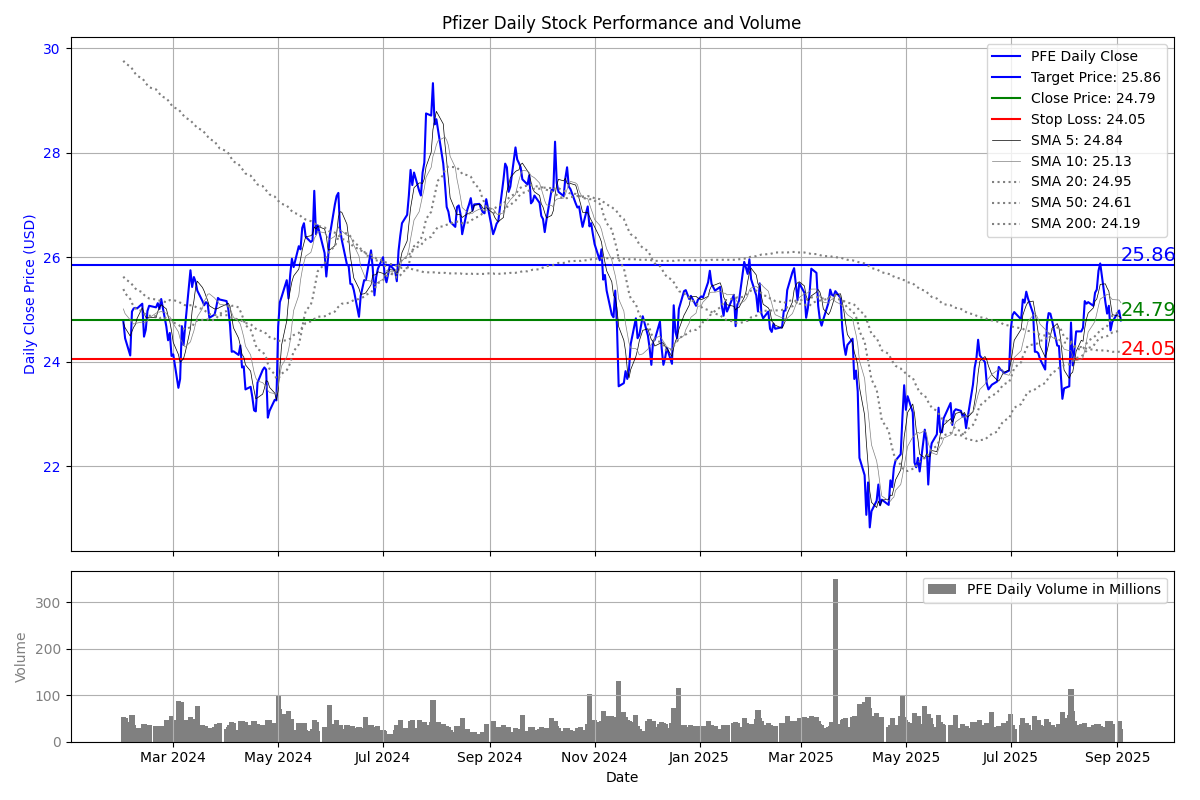 Pfizer Daily Stock Performance and Volume
Daily Close Price (USD)
30
28
26
24
22
PFE Daily Close
Target Price: 25.86
Close Price: 24.79
Stop Loss: 24.05
SMA 5: 24.84
SMA 10: 25.13
SMA 20: 24.95
SMA 50: 24.61
SMA 200: 24.19
25.86
24.79
24.05
Volume
300
200
100
0
PFE Daily Volume in Millions
Mar 2024 May 2024 Jul 2024 Sep 2024 Nov 2024 Jan 2025 Mar 2025 May 2025 Jul 2025 Sep 2025
Date